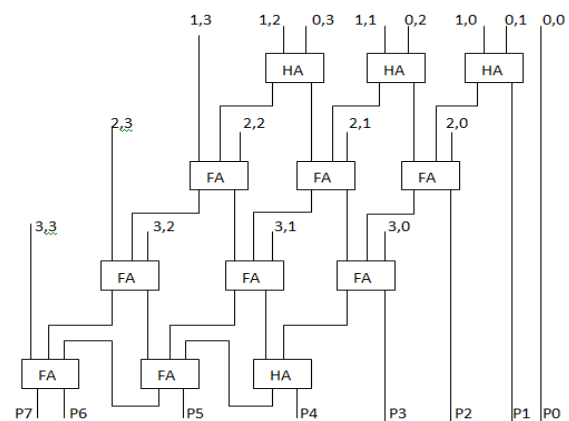 1,3 1,2 0,3 1,1 0,2 1,0 0,1 0,0
HA HA HA
2,3 2,2 2,1 2,0
FA FA FA
3,3 3,2 3,1 3,0
FA FA FA
FA FA HA
P7 P6 P5 P4 P3 P2 P1 P0